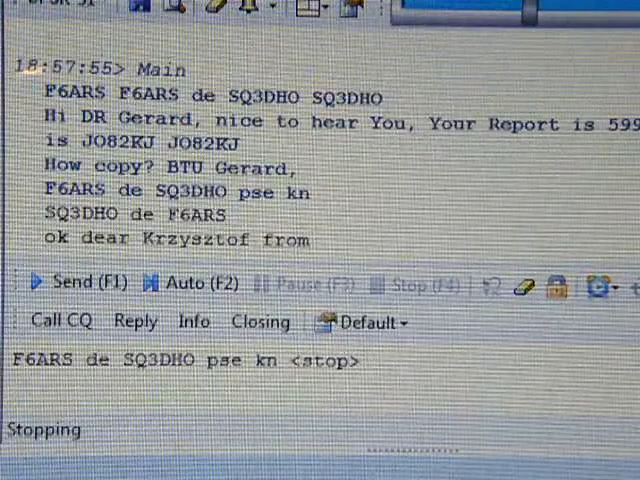 18:57:55> Main
F6ARS F6ARS de SQ3DHO SQ3DHO
Hi DR Gerard, nice to hear You, Your Report is 599
is JO82KJ JO82KJ
How copy? BTU Gerard,
F6ARS de SQ3DHO pse kn
SQ3DHO de F6ARS
ok dear Krzysztof from
Send (F1) Auto (F2) Pause (F3) Stop (F4)
Call CQ Reply Info Closing Default
F6ARS de SQ3DHO pse kn <stop>
Stopping